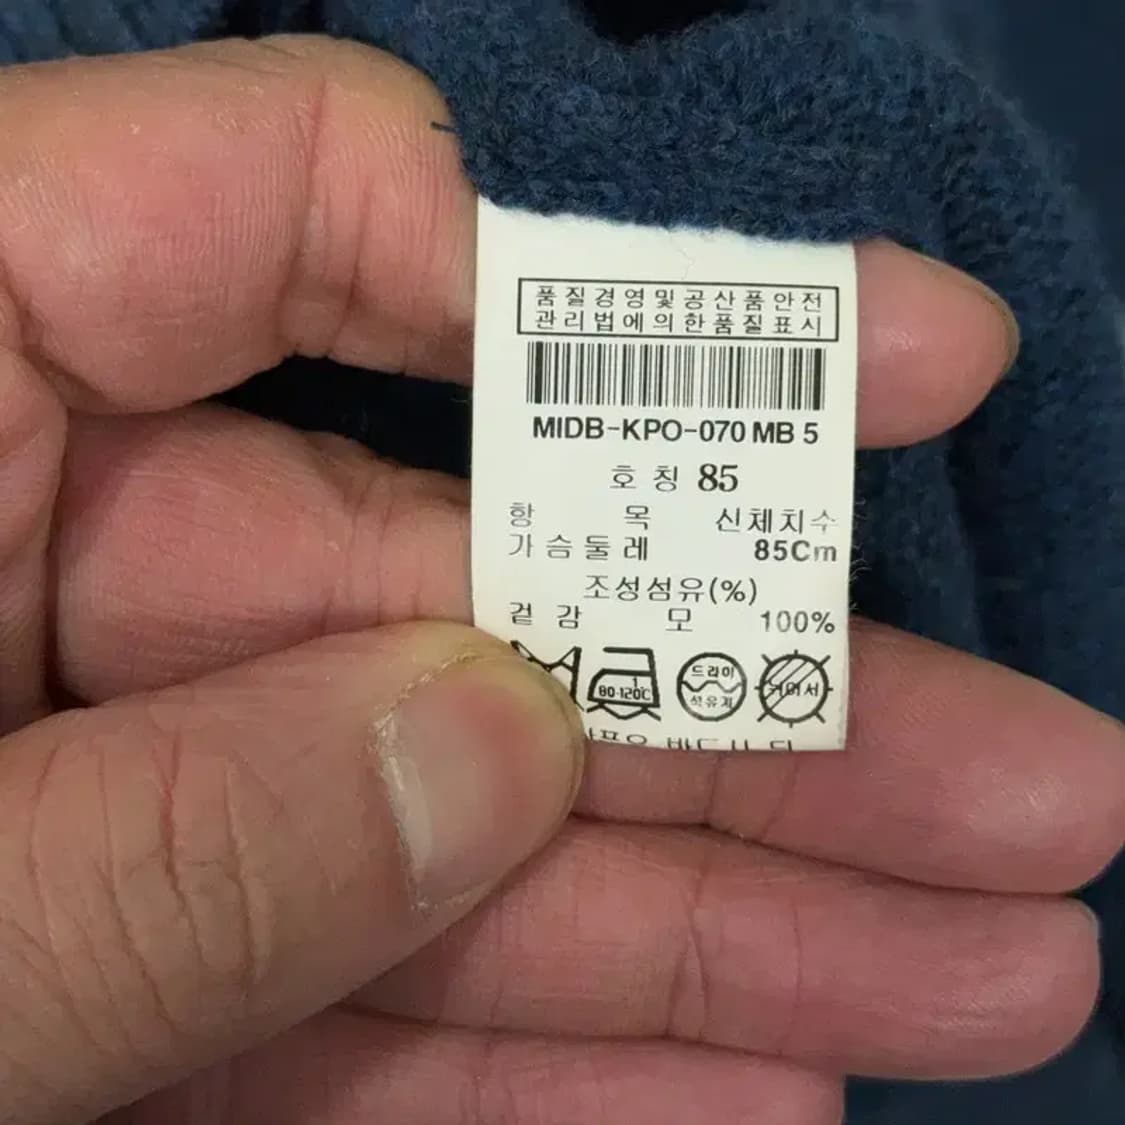 품질경영및공산품안전
관리법에의한품질표시
MIDB-KPO-070 MB 5
호 칭 85
항 목 신체치수
가슴둘레 85Cm
조성섬유(%)
겉 감 모 100%
1
80-120℃
드라이
석유계